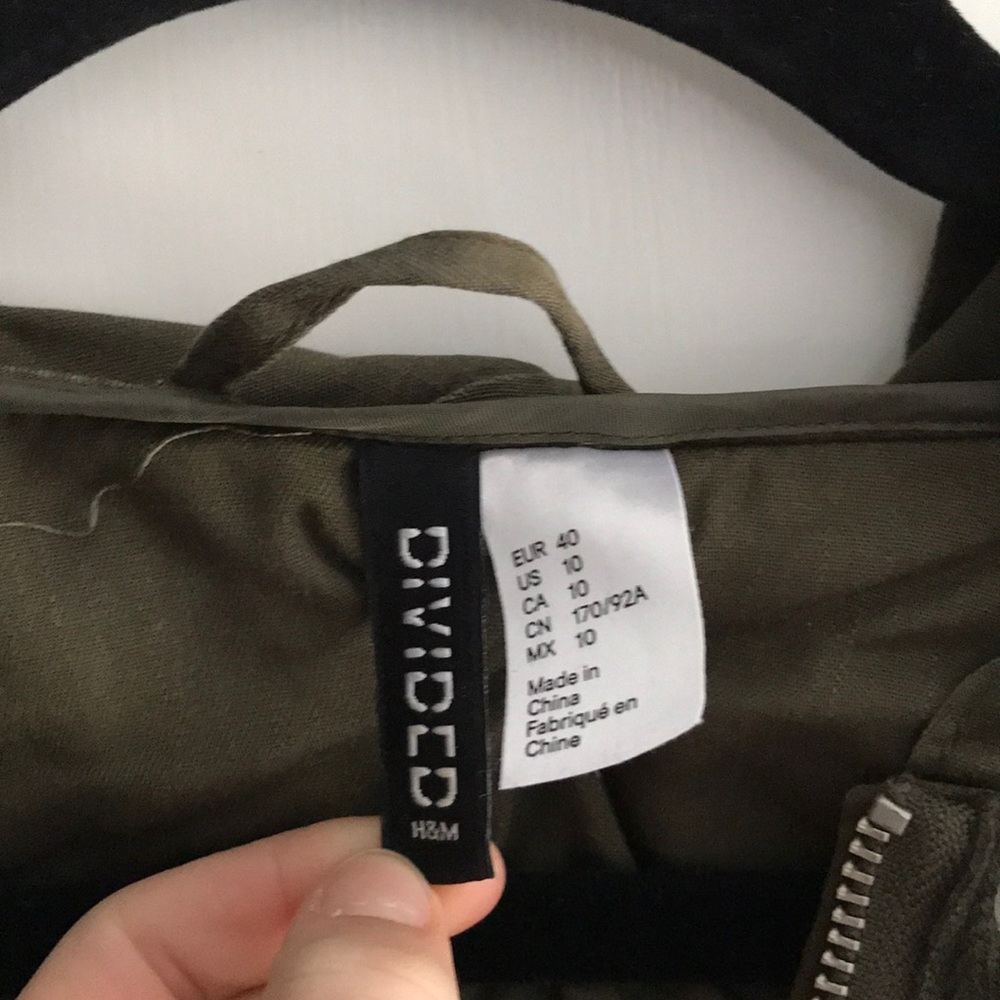 DIVIDED
H&M
EUR 40
US 10
CA 10
CN 170/92A
MX 10
Made in
China
Fabriqué en
Chine